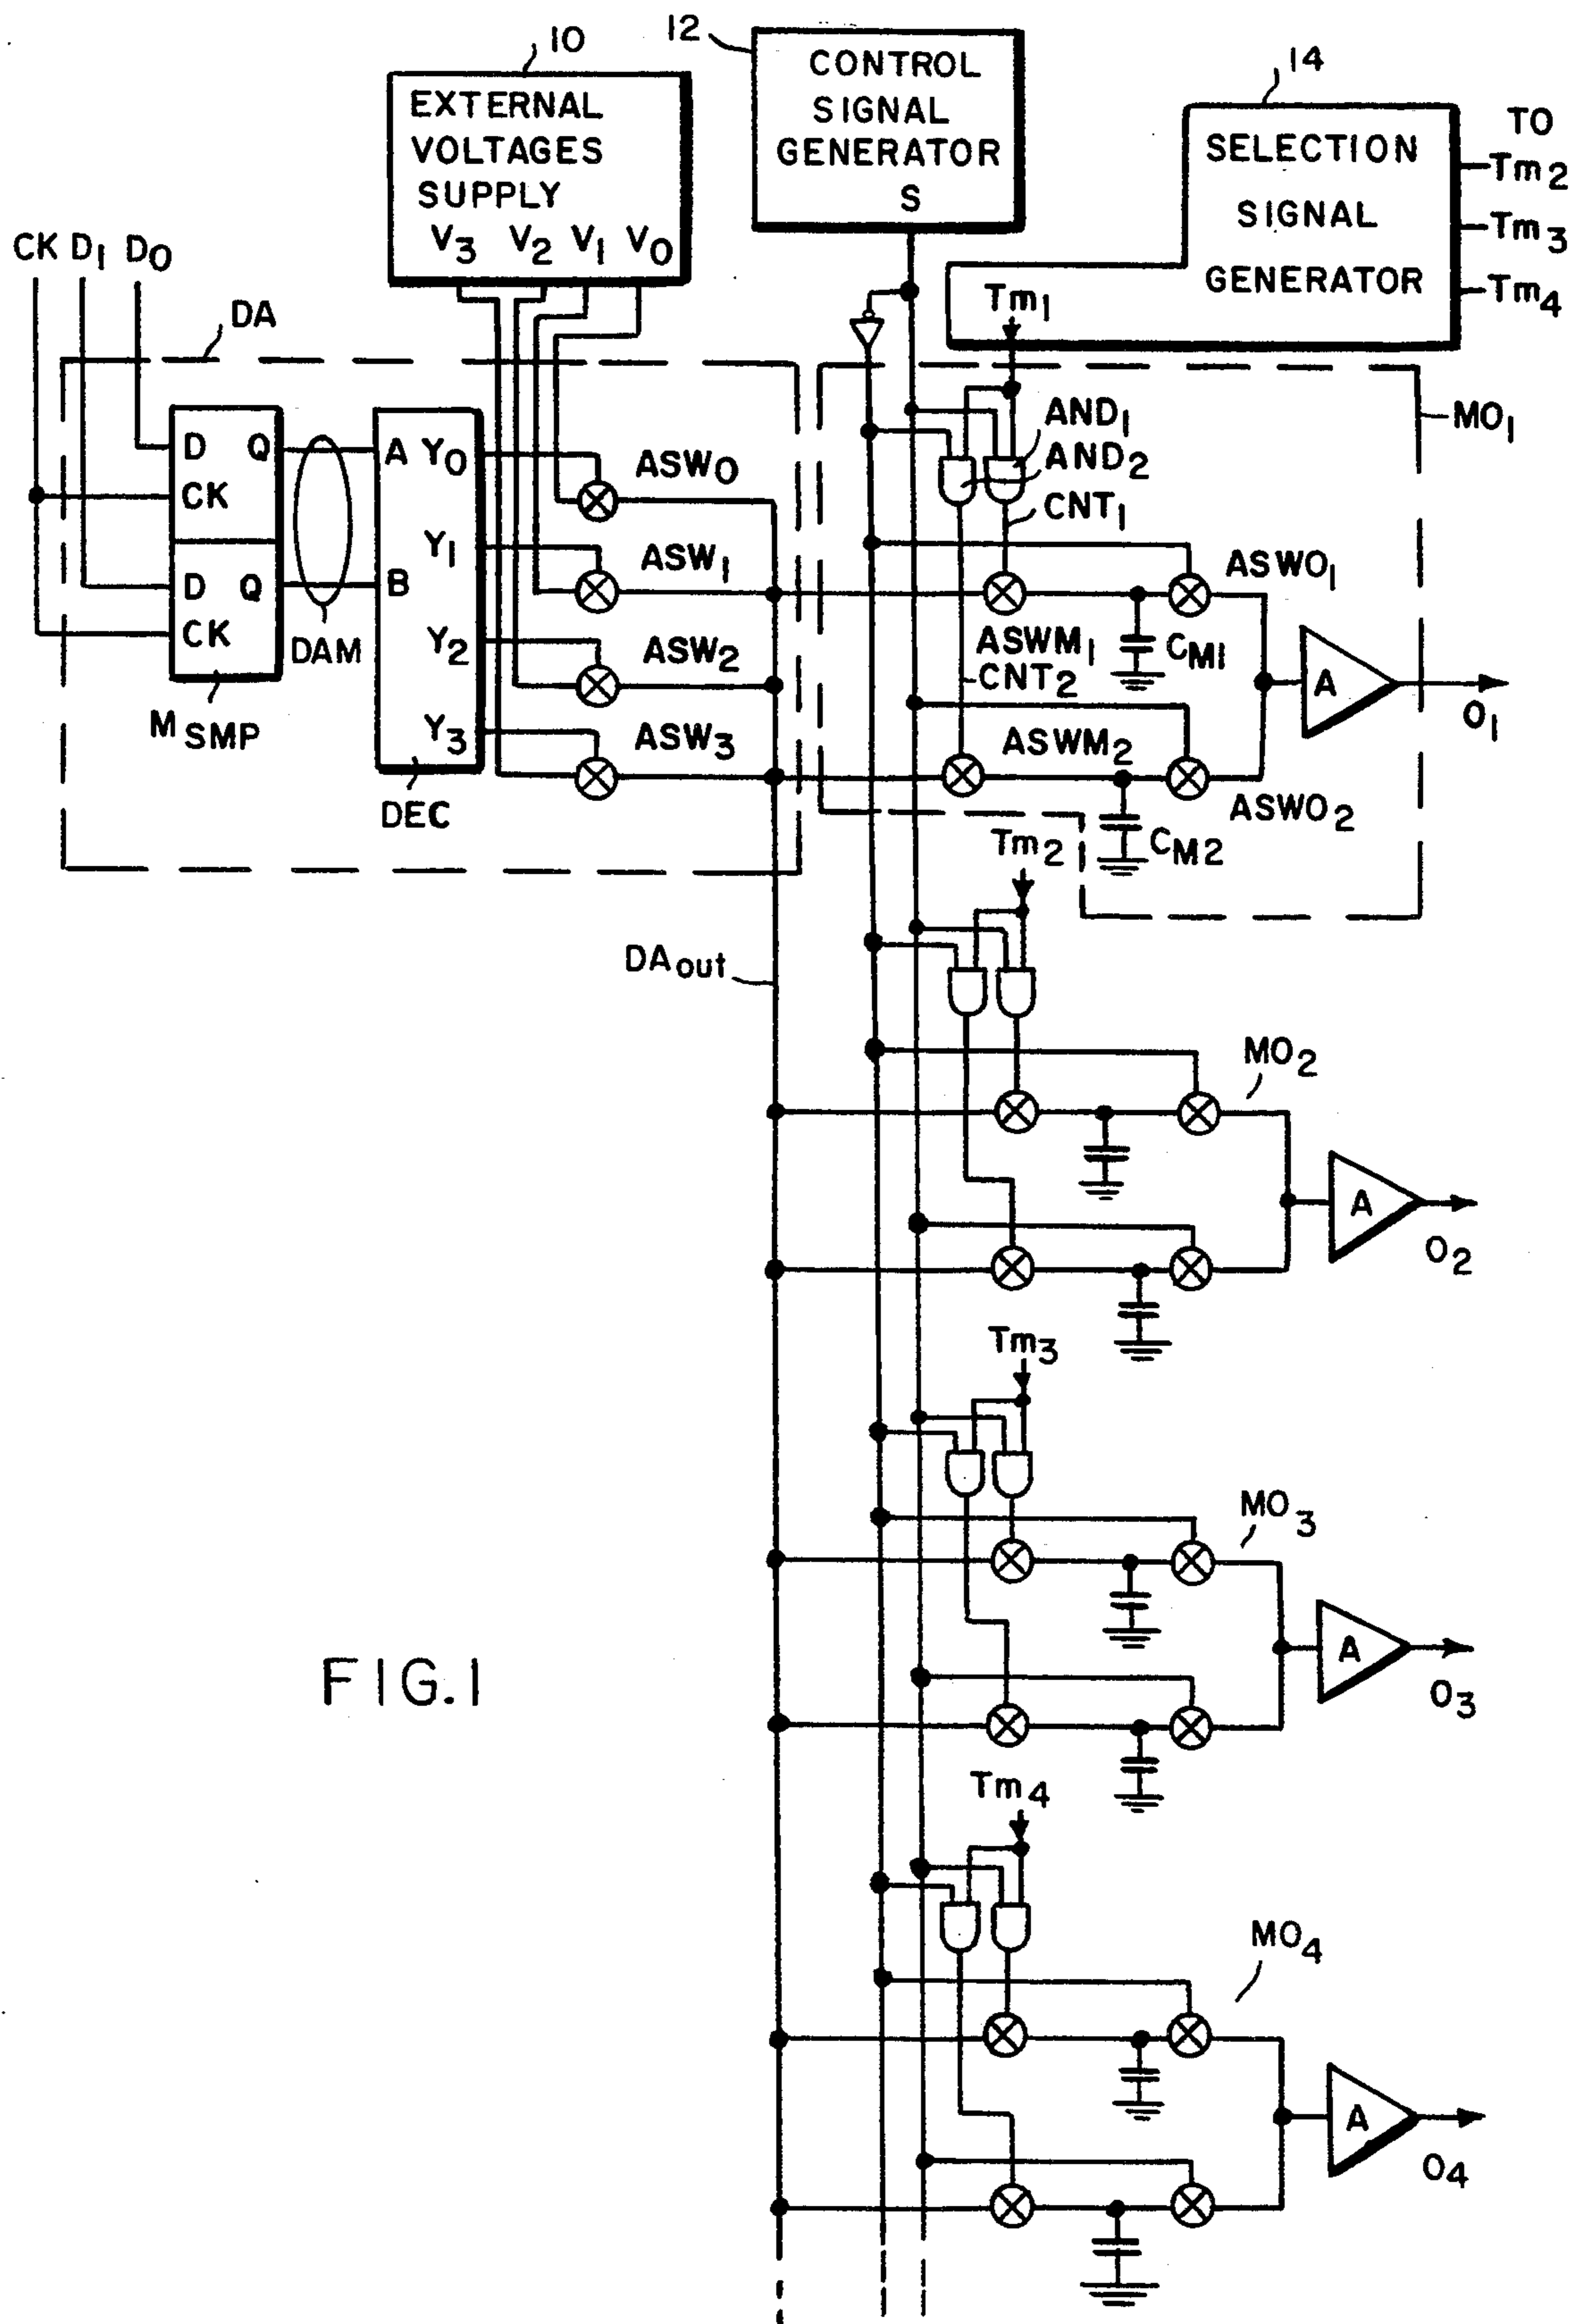 10
EXTERNAL
VOLTAGES
SUPPLY
V3 V2 V1 V0
12
CONTROL
SIGNAL
GENERATOR
S
14
SELECTION
SIGNAL
GENERATOR
TO
Tm2
Tm3
Tm4
CK D1 D0
DA
D Q
CK
D Q
CK
MSMP
DAM
A Y0
Y1
B
Y2
Y3
DEC
ASW0
ASW1
ASW2
ASW3
Tm1
MO1
AND1
AND2
CNT1
ASWO1
ASWM1
CM1
CNT2
A
O1
ASWM2
ASWO2
CM2
Tm2
DAout
MO2
A
O2
Tm3
MO3
A
O3
FIG.1
Tm4
MO4
A
O4